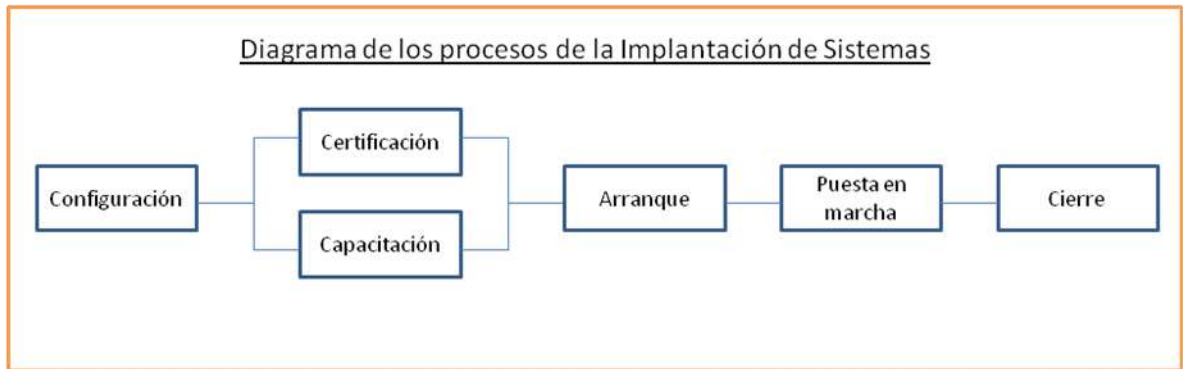 Diagrama de los procesos de la Implantación de Sistemas
Configuración
Certificación
Capacitación
Arranque
Puesta en
marcha
Cierre